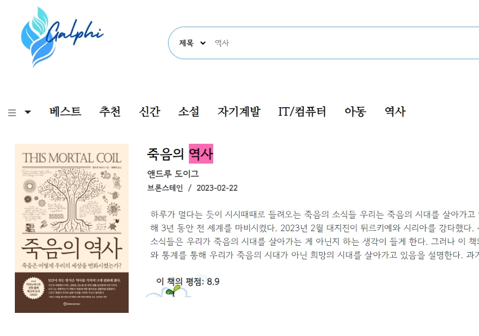 Galphi
제목
역사
베스트 추천 신간 소설 자기계발 IT/컴퓨터 아동 역사
THIS MORTAL COIL
죽음의 역사
죽음은 어떻게 우리의 세상을 변화시켰는가?
죽음의 역사
앤드루 도이그
브론스테인 / 2023-02-22
하루가 멀다는 듯이 시시때때로 들려오는 죽음의 소식들 우리는 죽음의 시대를 살아가고
해 3년 동안 전 세계를 마비시켰다. 2023년 2월 대지진이 튀르키예와 시리아를 강타했다.
소식들은 우리가 죽음의 시대를 살아가는 게 아닌지 하는 생각이 들게 한다. 그러나 이 책의
와 통계를 통해 우리가 죽음의 시대가 아닌 희망의 시대를 살아가고 있음을 설명한다. 과거
이 책의 평점: 8.9